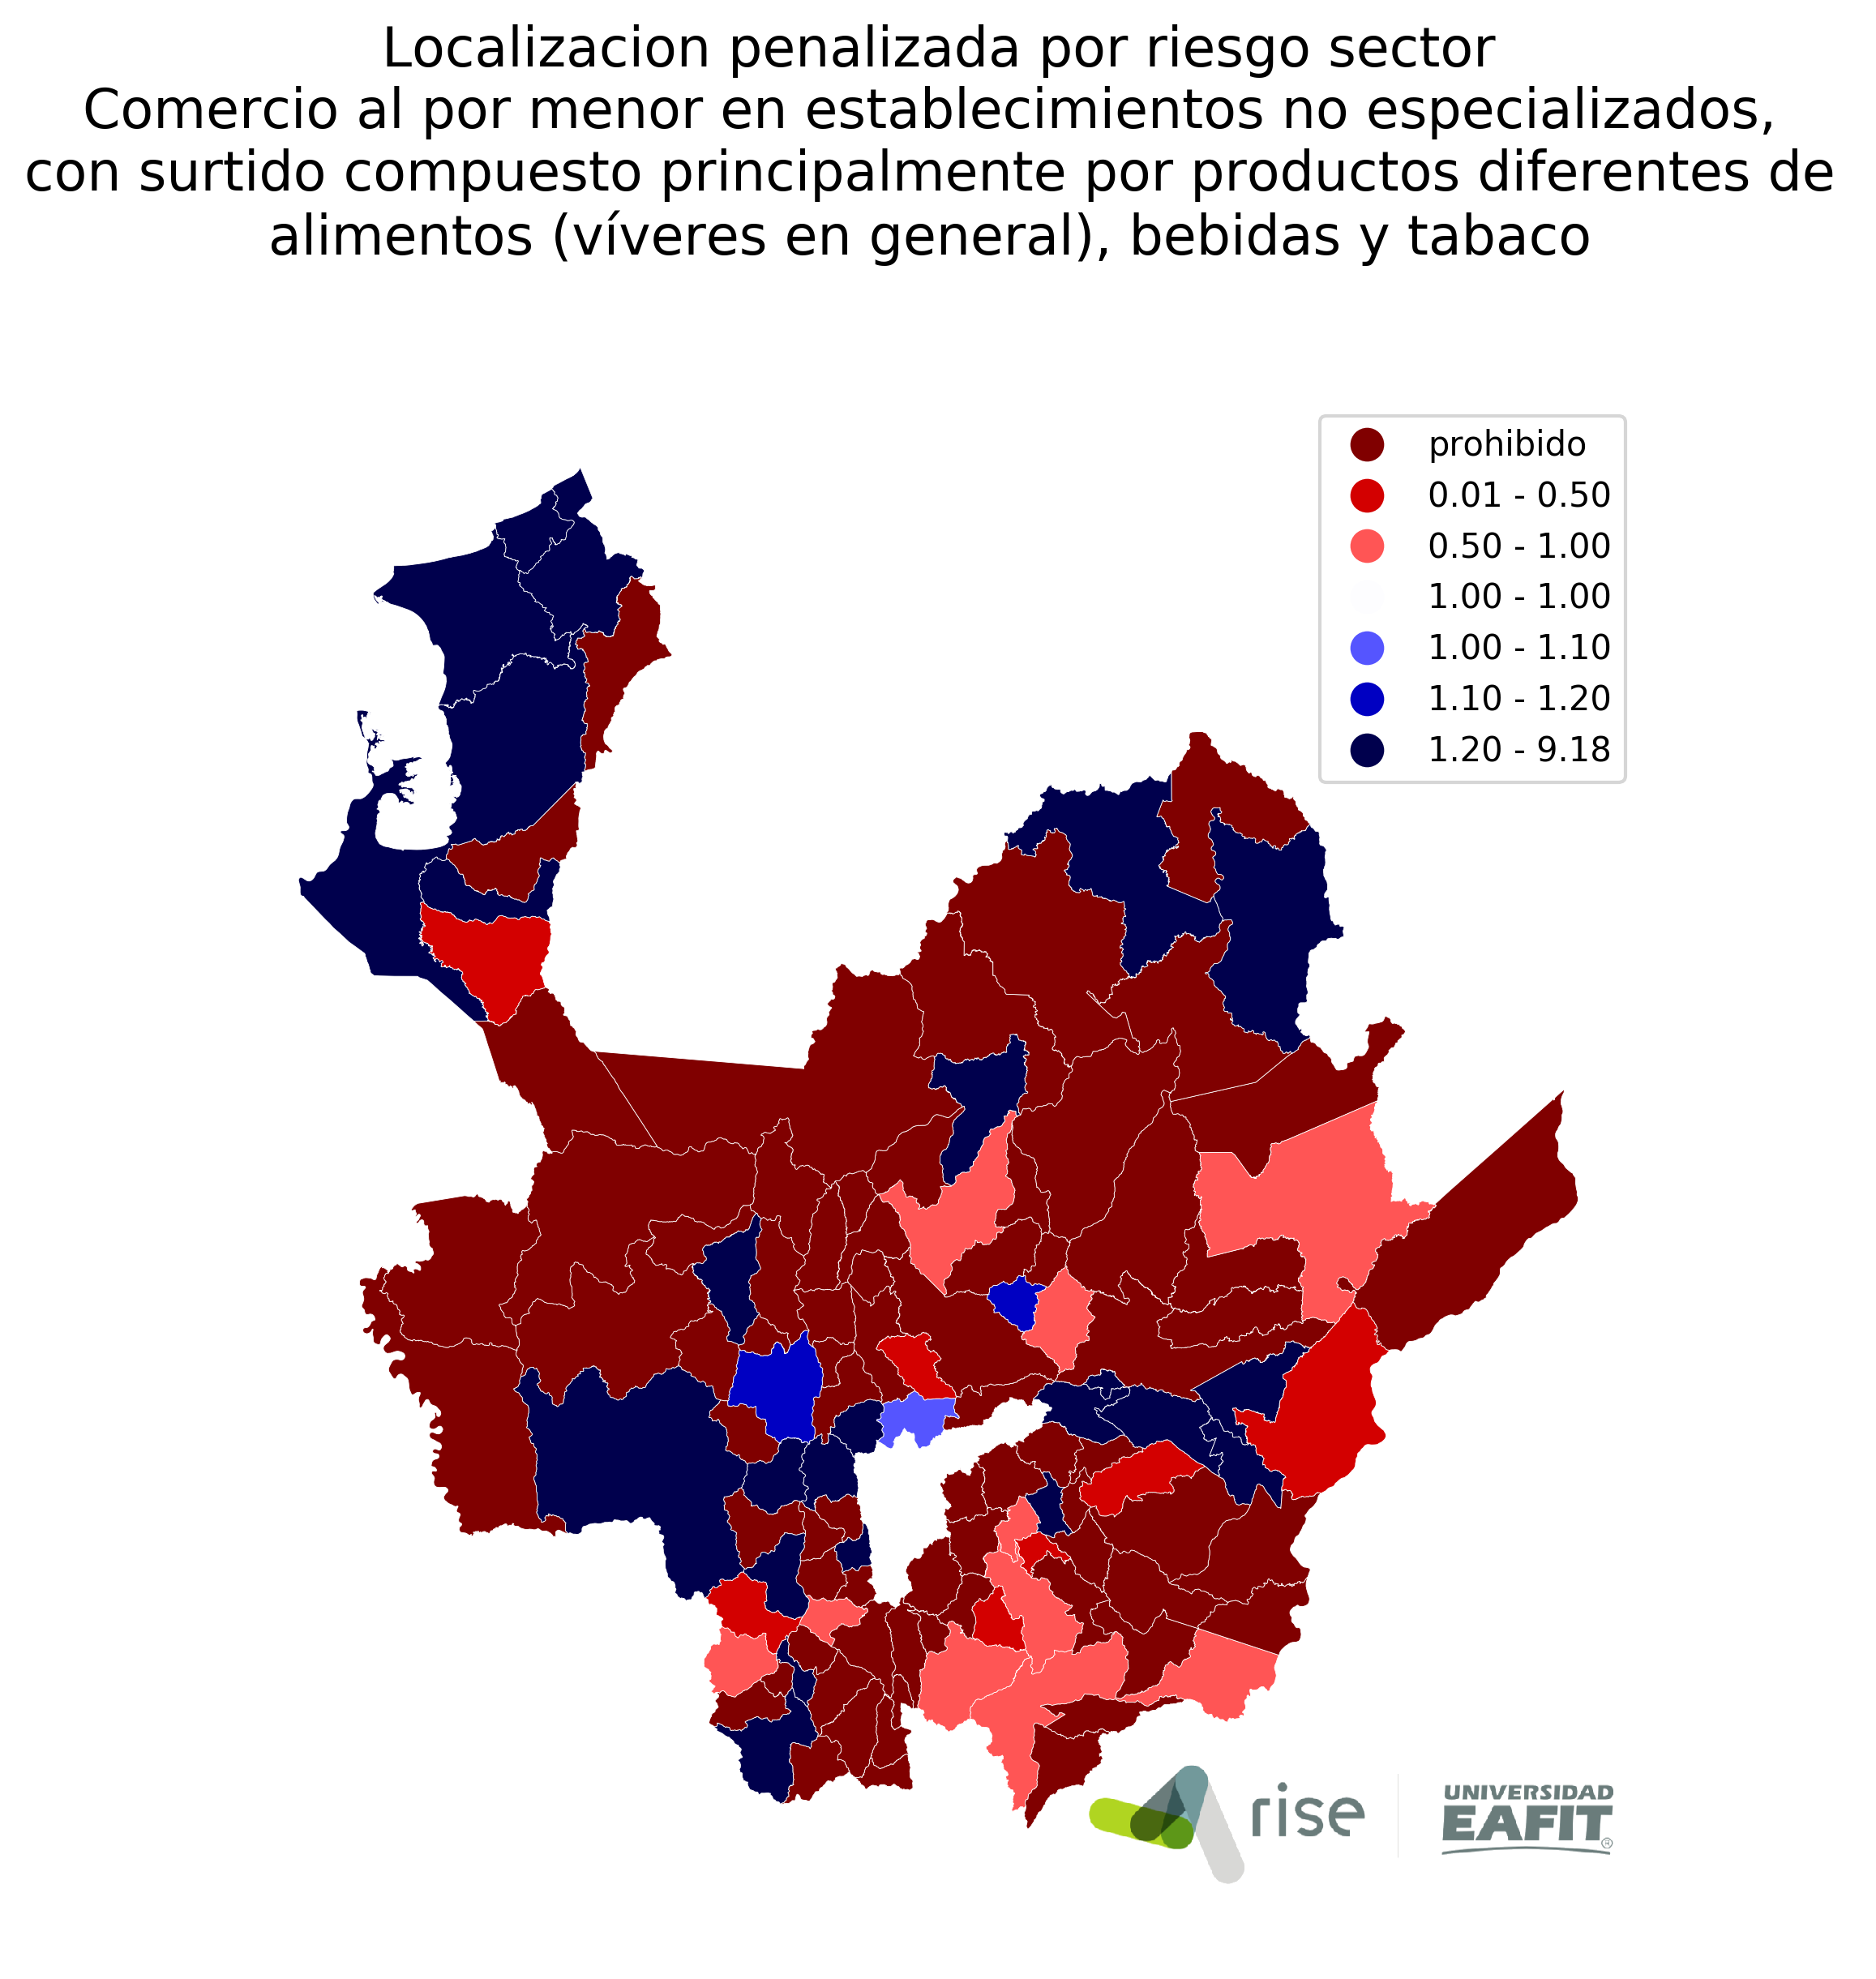 Localizacion penalizada por riesgo sector
Comercio al por menor en establecimientos no especializados,
con surtido compuesto principalmente por productos diferentes de
alimentos (víveres en general), bebidas y tabaco
prohibido
0.01 - 0.50
0.50 - 1.00
1.00 - 1.00
1.00 - 1.10
1.10 - 1.20
1.20 - 9.18
rise
UNIVERSIDAD
EAFIT